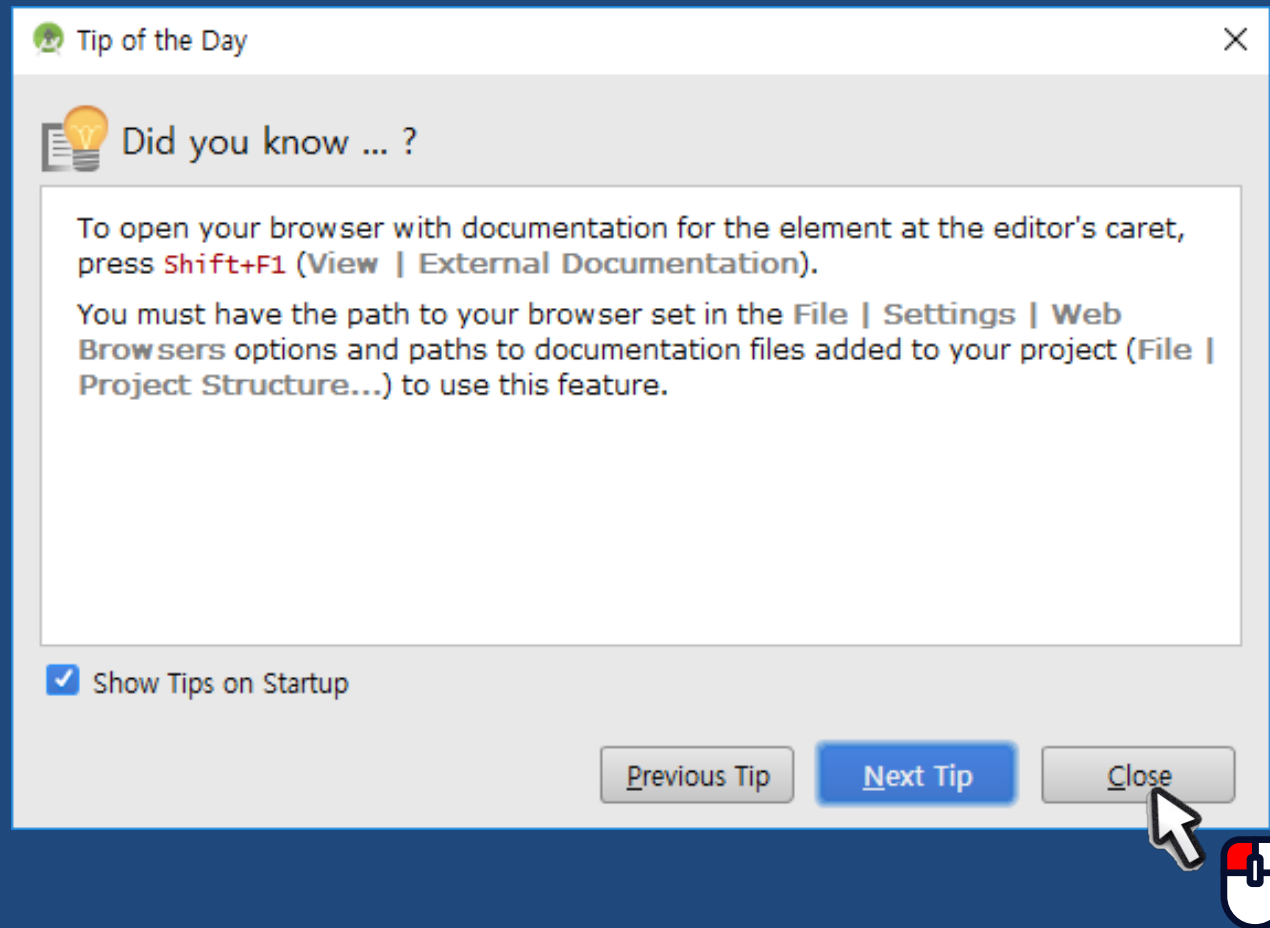 Tip of the Day
Did you know ... ?
To open your browser with documentation for the element at the editor's caret,
press Shift+F1 (View | External Documentation).
You must have the path to your browser set in the File | Settings | Web
Browsers options and paths to documentation files added to your project (File |
Project Structure...) to use this feature.
Show Tips on Startup
Previous Tip
Next Tip
Close